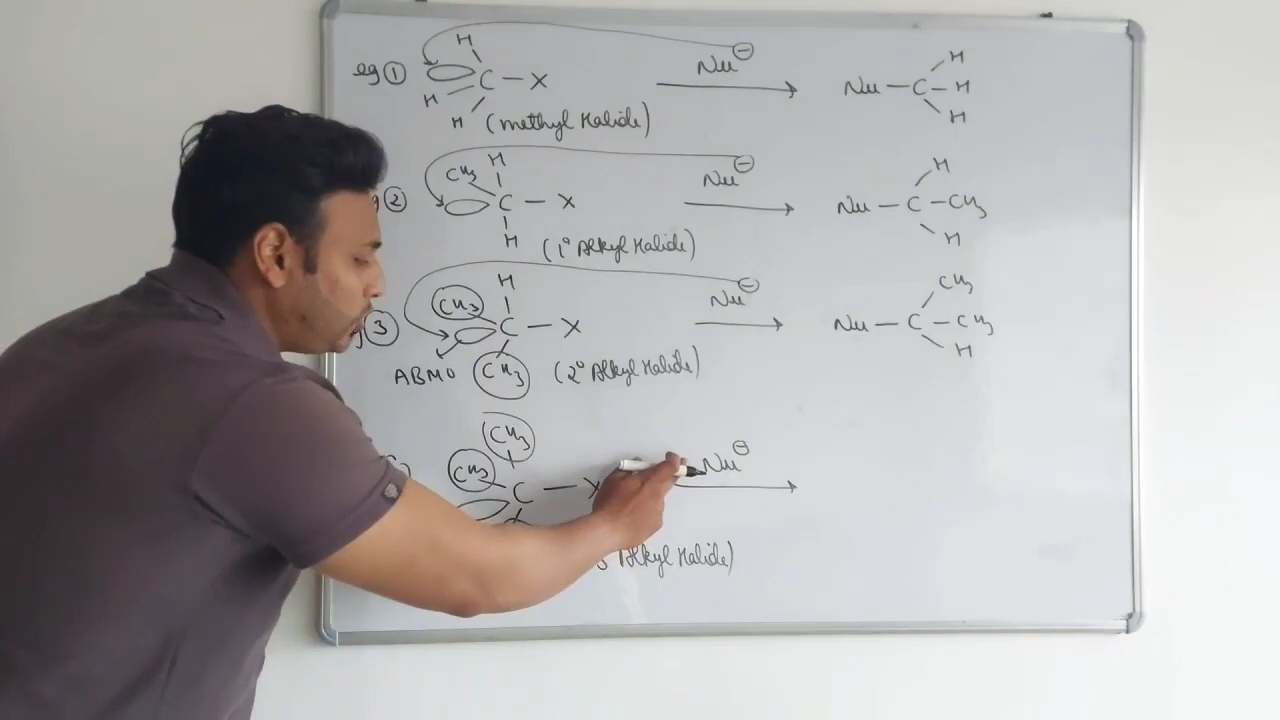 H
eg ① C — X Nu ⊖ Nu — C — H
H H
H H
(methyl Halide)
H
CH3
② C — X Nu ⊖ Nu — C — CH3
H H
H
(1° Alkyl Halide)
H CH3
CH3
③ C — X Nu ⊖ Nu — C — CH3
H
ABMO CH3 (2° Alkyl Halide)
CH3
CH3 Nu ⊖
C — X
Alkyl Halide)